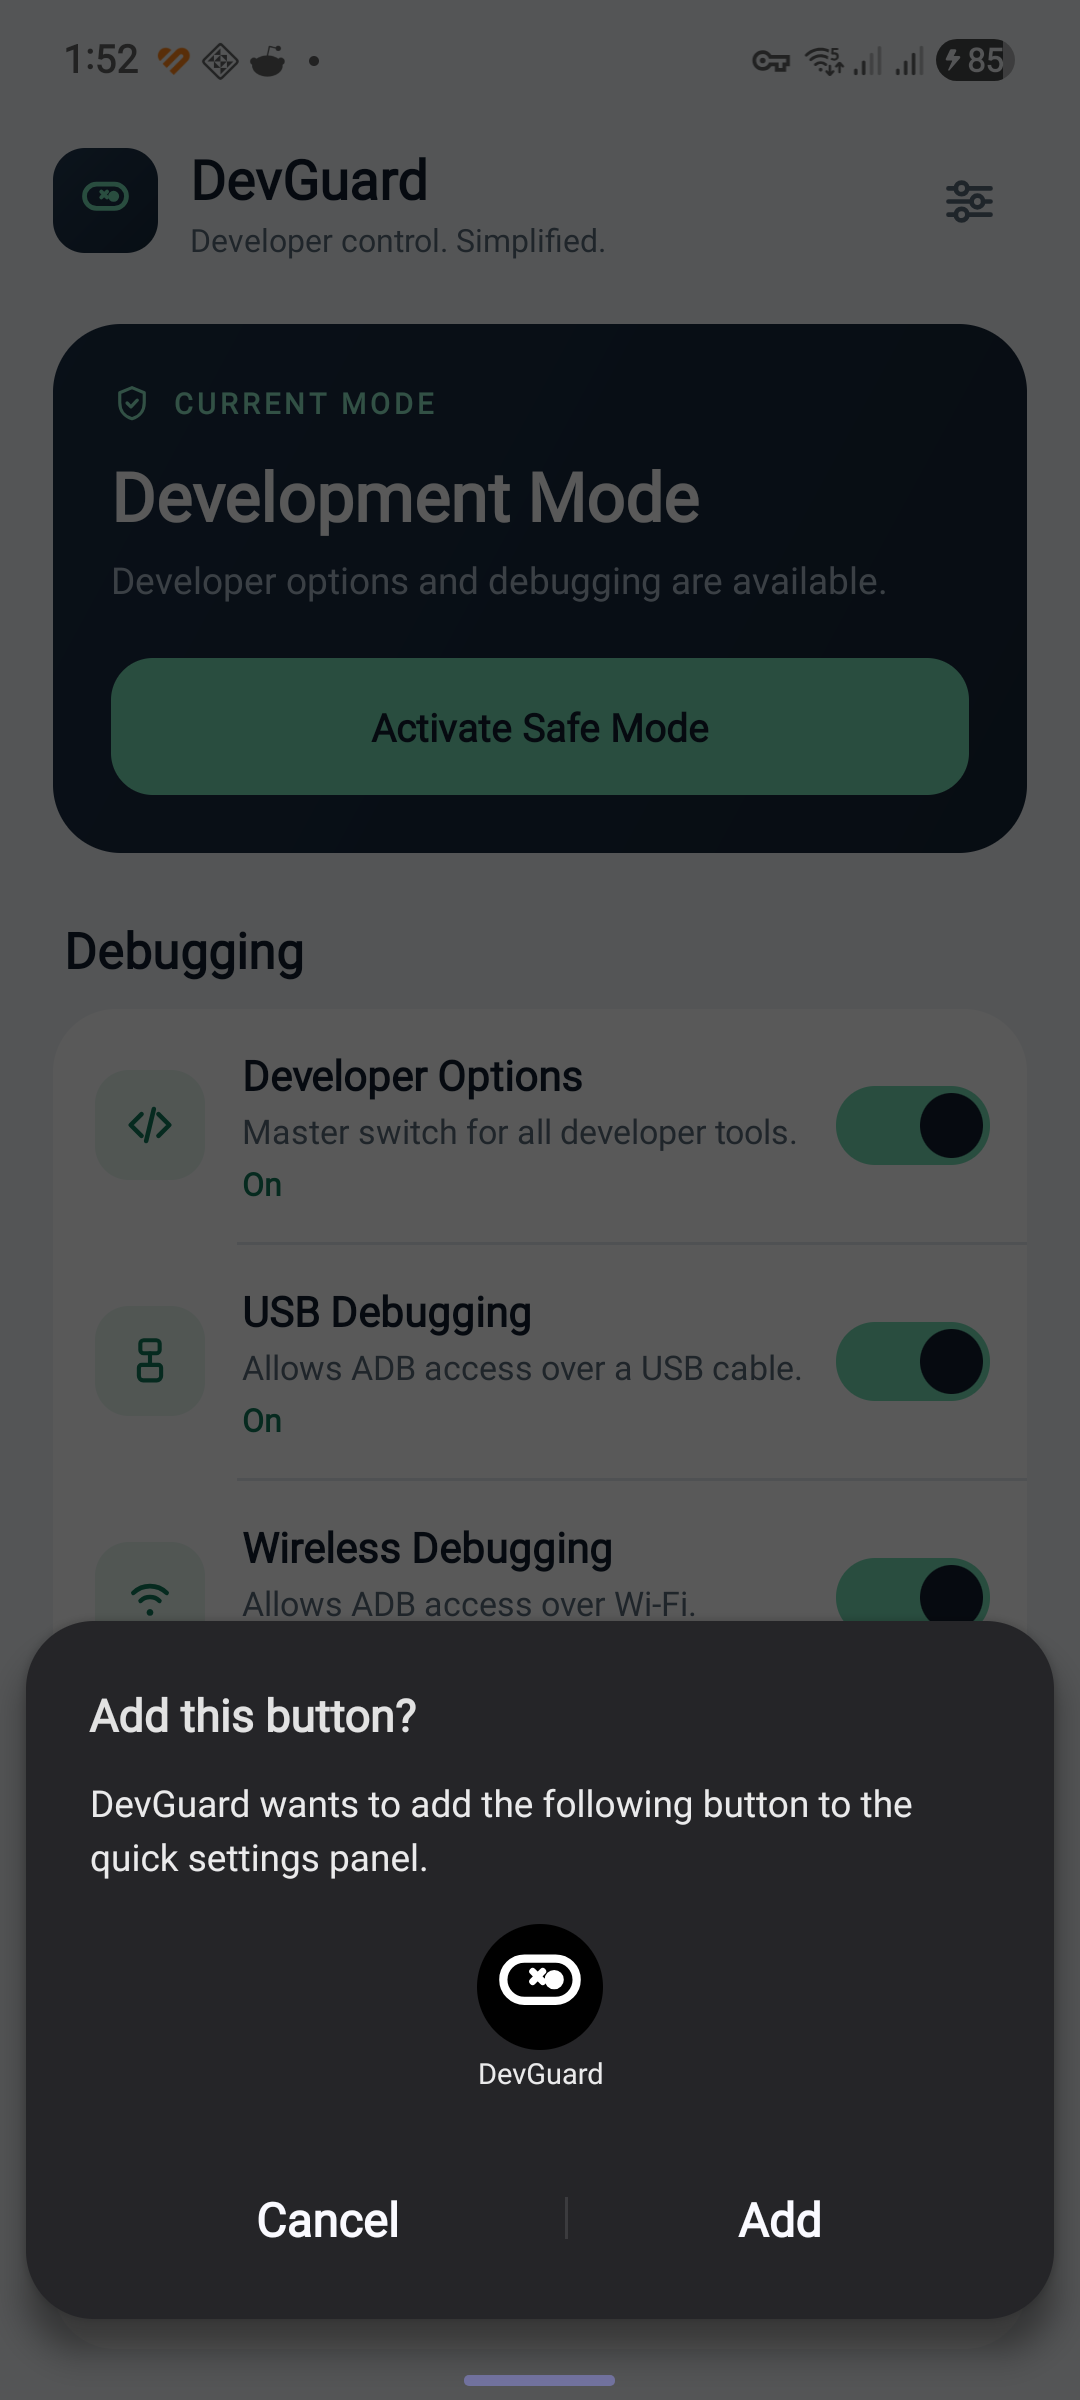 1:52
5
85
DevGuard
Developer control. Simplified.
CURRENT MODE
Development Mode
Developer options and debugging are available.
Activate Safe Mode
Debugging
Developer Options
Master switch for all developer tools.
On
USB Debugging
Allows ADB access over a USB cable.
On
Wireless Debugging
Allows ADB access over Wi-Fi.
Add this button?
DevGuard wants to add the following button to the
quick settings panel.
DevGuard
Cancel
Add